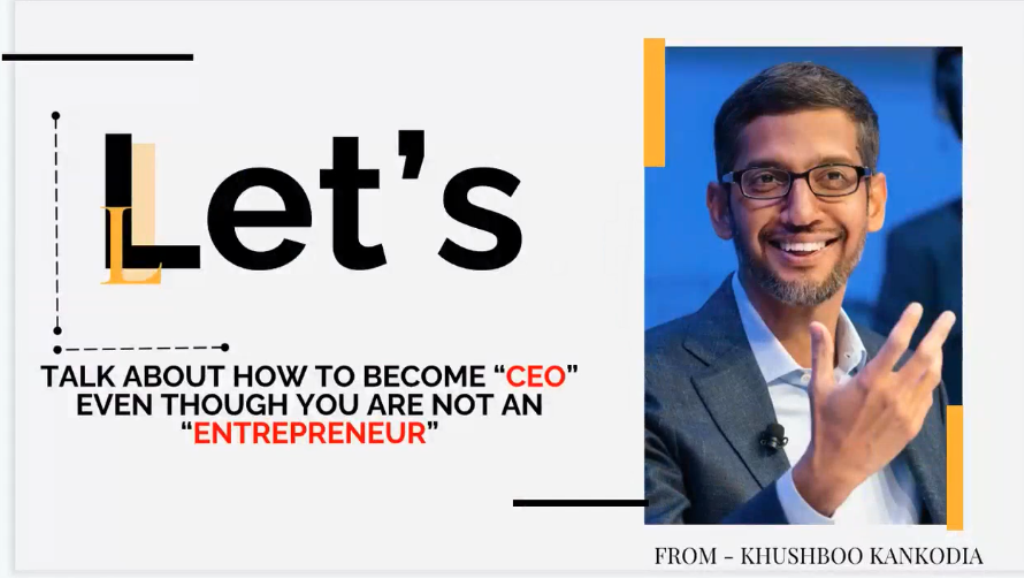 Let's
L
TALK ABOUT HOW TO BECOME “CEO”
EVEN THOUGH YOU ARE NOT AN
“ENTREPRENEUR”
FROM - KHUSHBOO KANKODIA